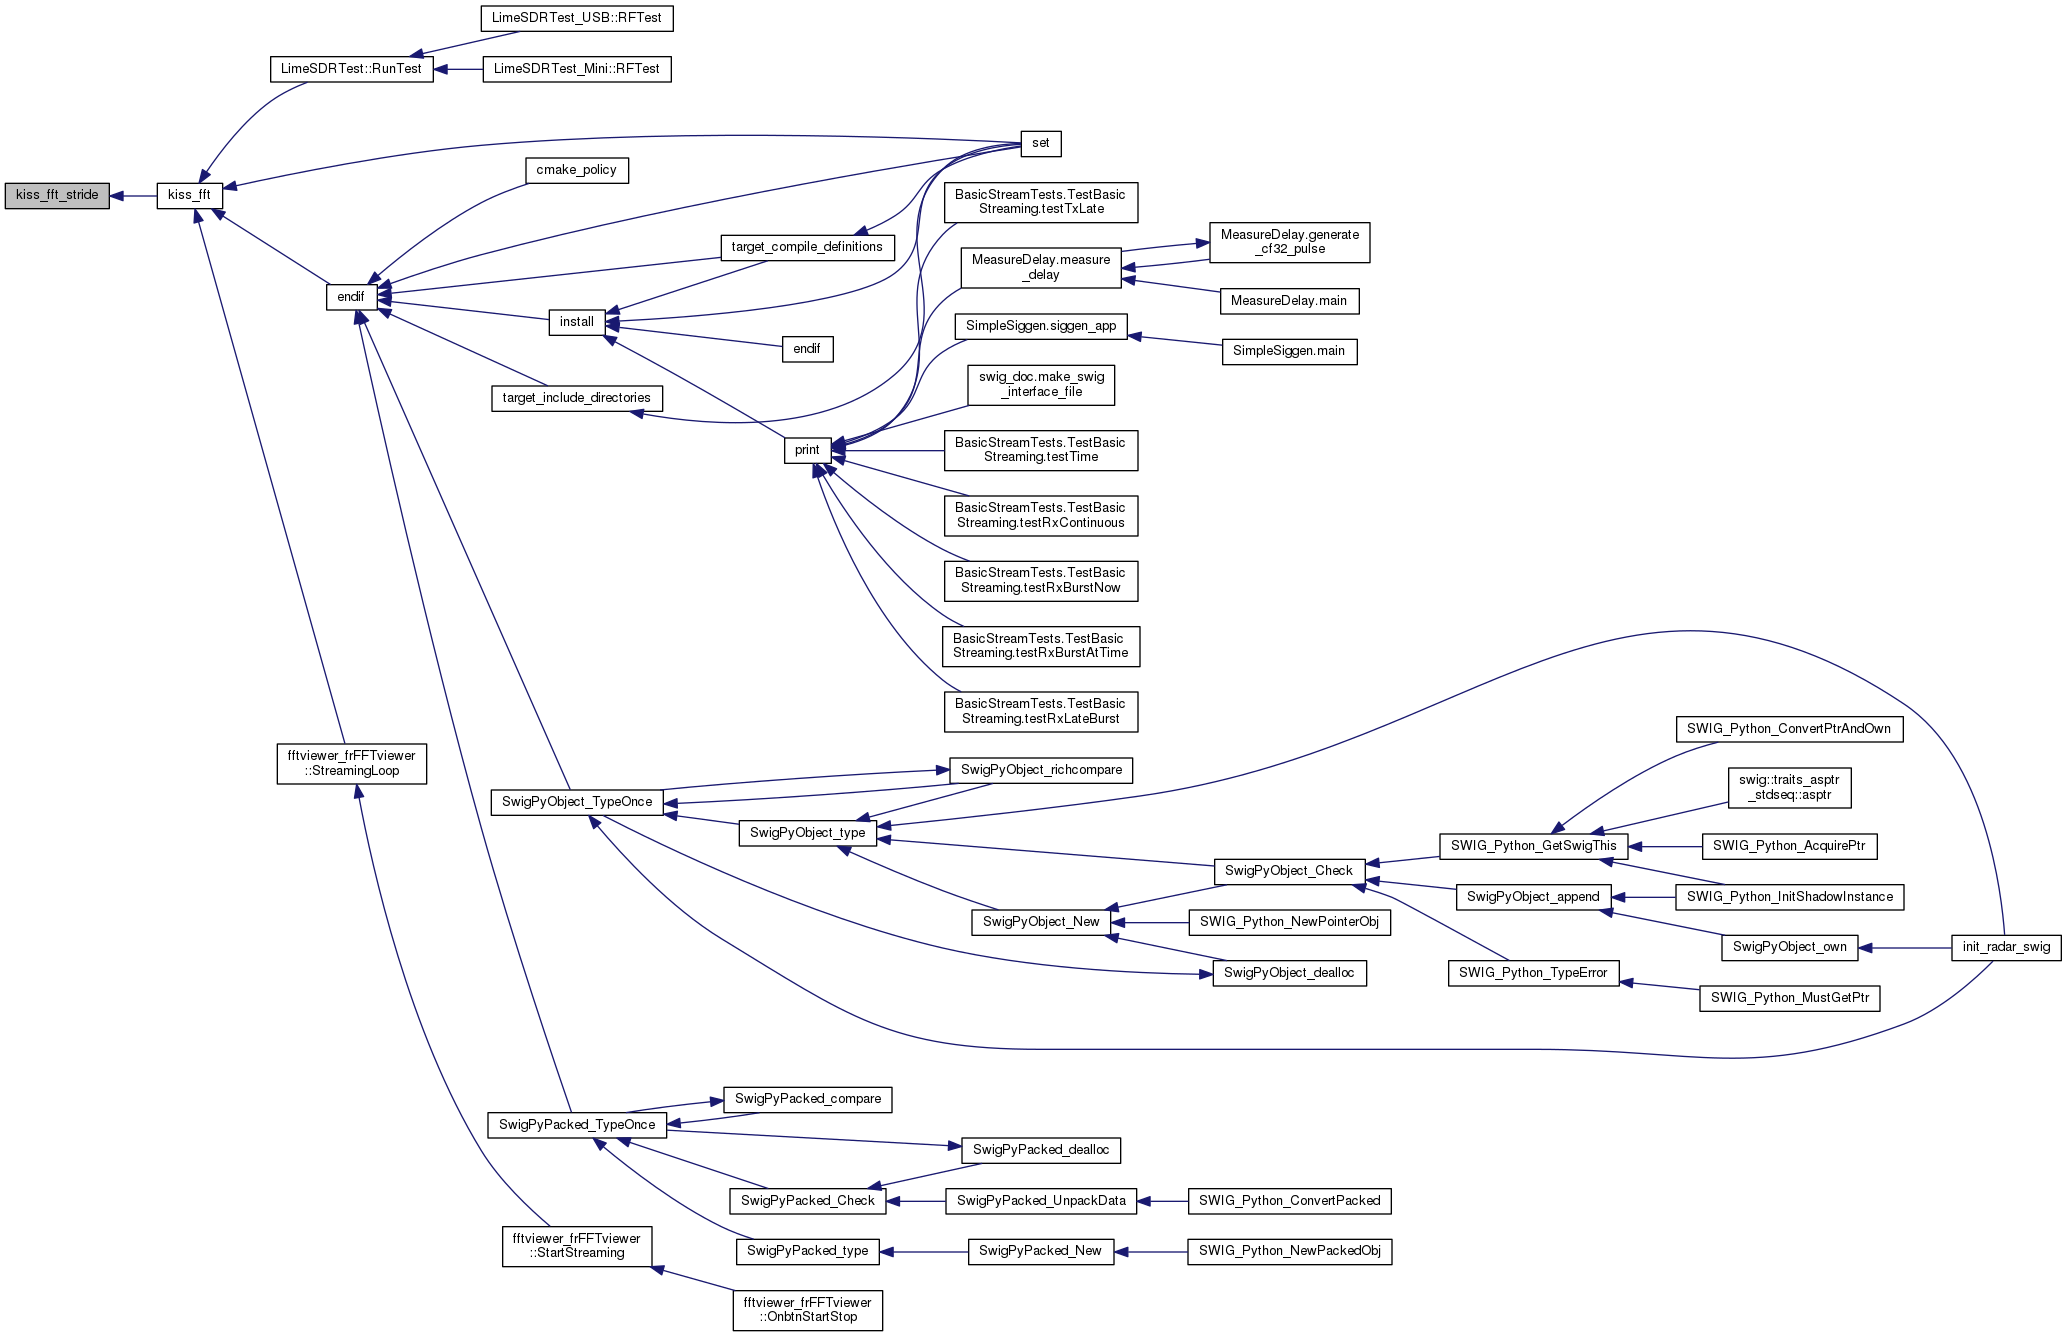 LimeSDRTest_USB::RFTest
LimeSDRTest::RunTest
LimeSDRTest_Mini::RFTest
set
cmake_policy
kiss_fft_stride
kiss_fft
BasicStreamTests.TestBasic
Streaming.testTxLate
target_compile_definitions
MeasureDelay.generate
_cf32_pulse
MeasureDelay.measure
_delay
endif
MeasureDelay.main
install
SimpleSiggen.siggen_app
endif
SimpleSiggen.main
swig_doc.make_swig
_interface_file
target_include_directories
print
BasicStreamTests.TestBasic
Streaming.testTime
BasicStreamTests.TestBasic
Streaming.testRxContinuous
BasicStreamTests.TestBasic
Streaming.testRxBurstNow
BasicStreamTests.TestBasic
Streaming.testRxBurstAtTime
BasicStreamTests.TestBasic
Streaming.testRxLateBurst
SWIG_Python_ConvertPtrAndOwn
fftviewer_frFFTviewer
::StreamingLoop
SwigPyObject_richcompare
swig::traits_asptr
_stdseq::asptr
SwigPyObject_TypeOnce
SwigPyObject_type
SWIG_Python_GetSwigThis
SWIG_Python_AcquirePtr
SwigPyObject_Check
SwigPyObject_append
SWIG_Python_InitShadowInstance
SwigPyObject_New
SWIG_Python_NewPointerObj
SwigPyObject_own
init_radar_swig
SwigPyObject_dealloc
SWIG_Python_TypeError
SWIG_Python_MustGetPtr
SwigPyPacked_compare
SwigPyPacked_TypeOnce
SwigPyPacked_dealloc
SwigPyPacked_Check
SwigPyPacked_UnpackData
SWIG_Python_ConvertPacked
fftviewer_frFFTviewer
::StartStreaming
SwigPyPacked_type
SwigPyPacked_New
SWIG_Python_NewPackedObj
fftviewer_frFFTviewer
::OnbtnStartStop